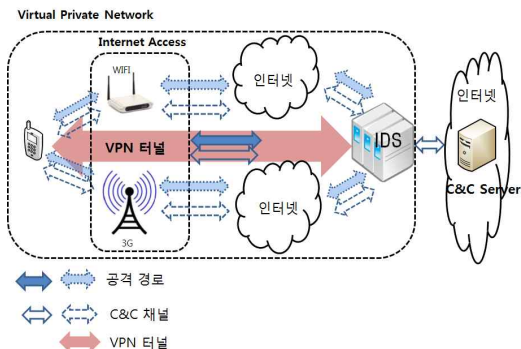 Virtual Private Network
Internet Access
WIFI
인터넷
인터넷
VPN 터널
IDS
C&C Server
3G
인터넷
공격 경로
C&C 채널
VPN 터널